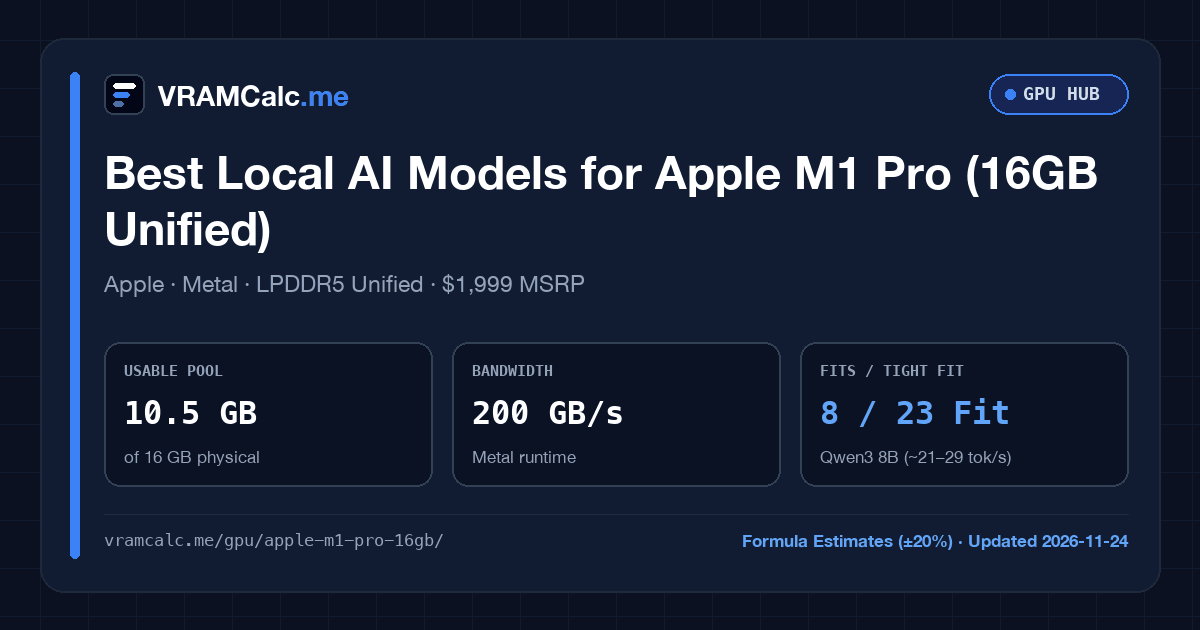 VRAMCalc.me
GPU HUB
Best Local AI Models for Apple M1 Pro (16GB
Unified)
Apple · Metal · LPDDR5 Unified · $1,999 MSRP
USABLE POOL
10.5 GB
of 16 GB physical
BANDWIDTH
200 GB/s
Metal runtime
FITS / TIGHT FIT
8 / 23 Fit
Qwen3 8B (~21–29 tok/s)
vramcalc.me/gpu/apple-m1-pro-16gb/
Formula Estimates (±20%) · Updated 2026-11-24